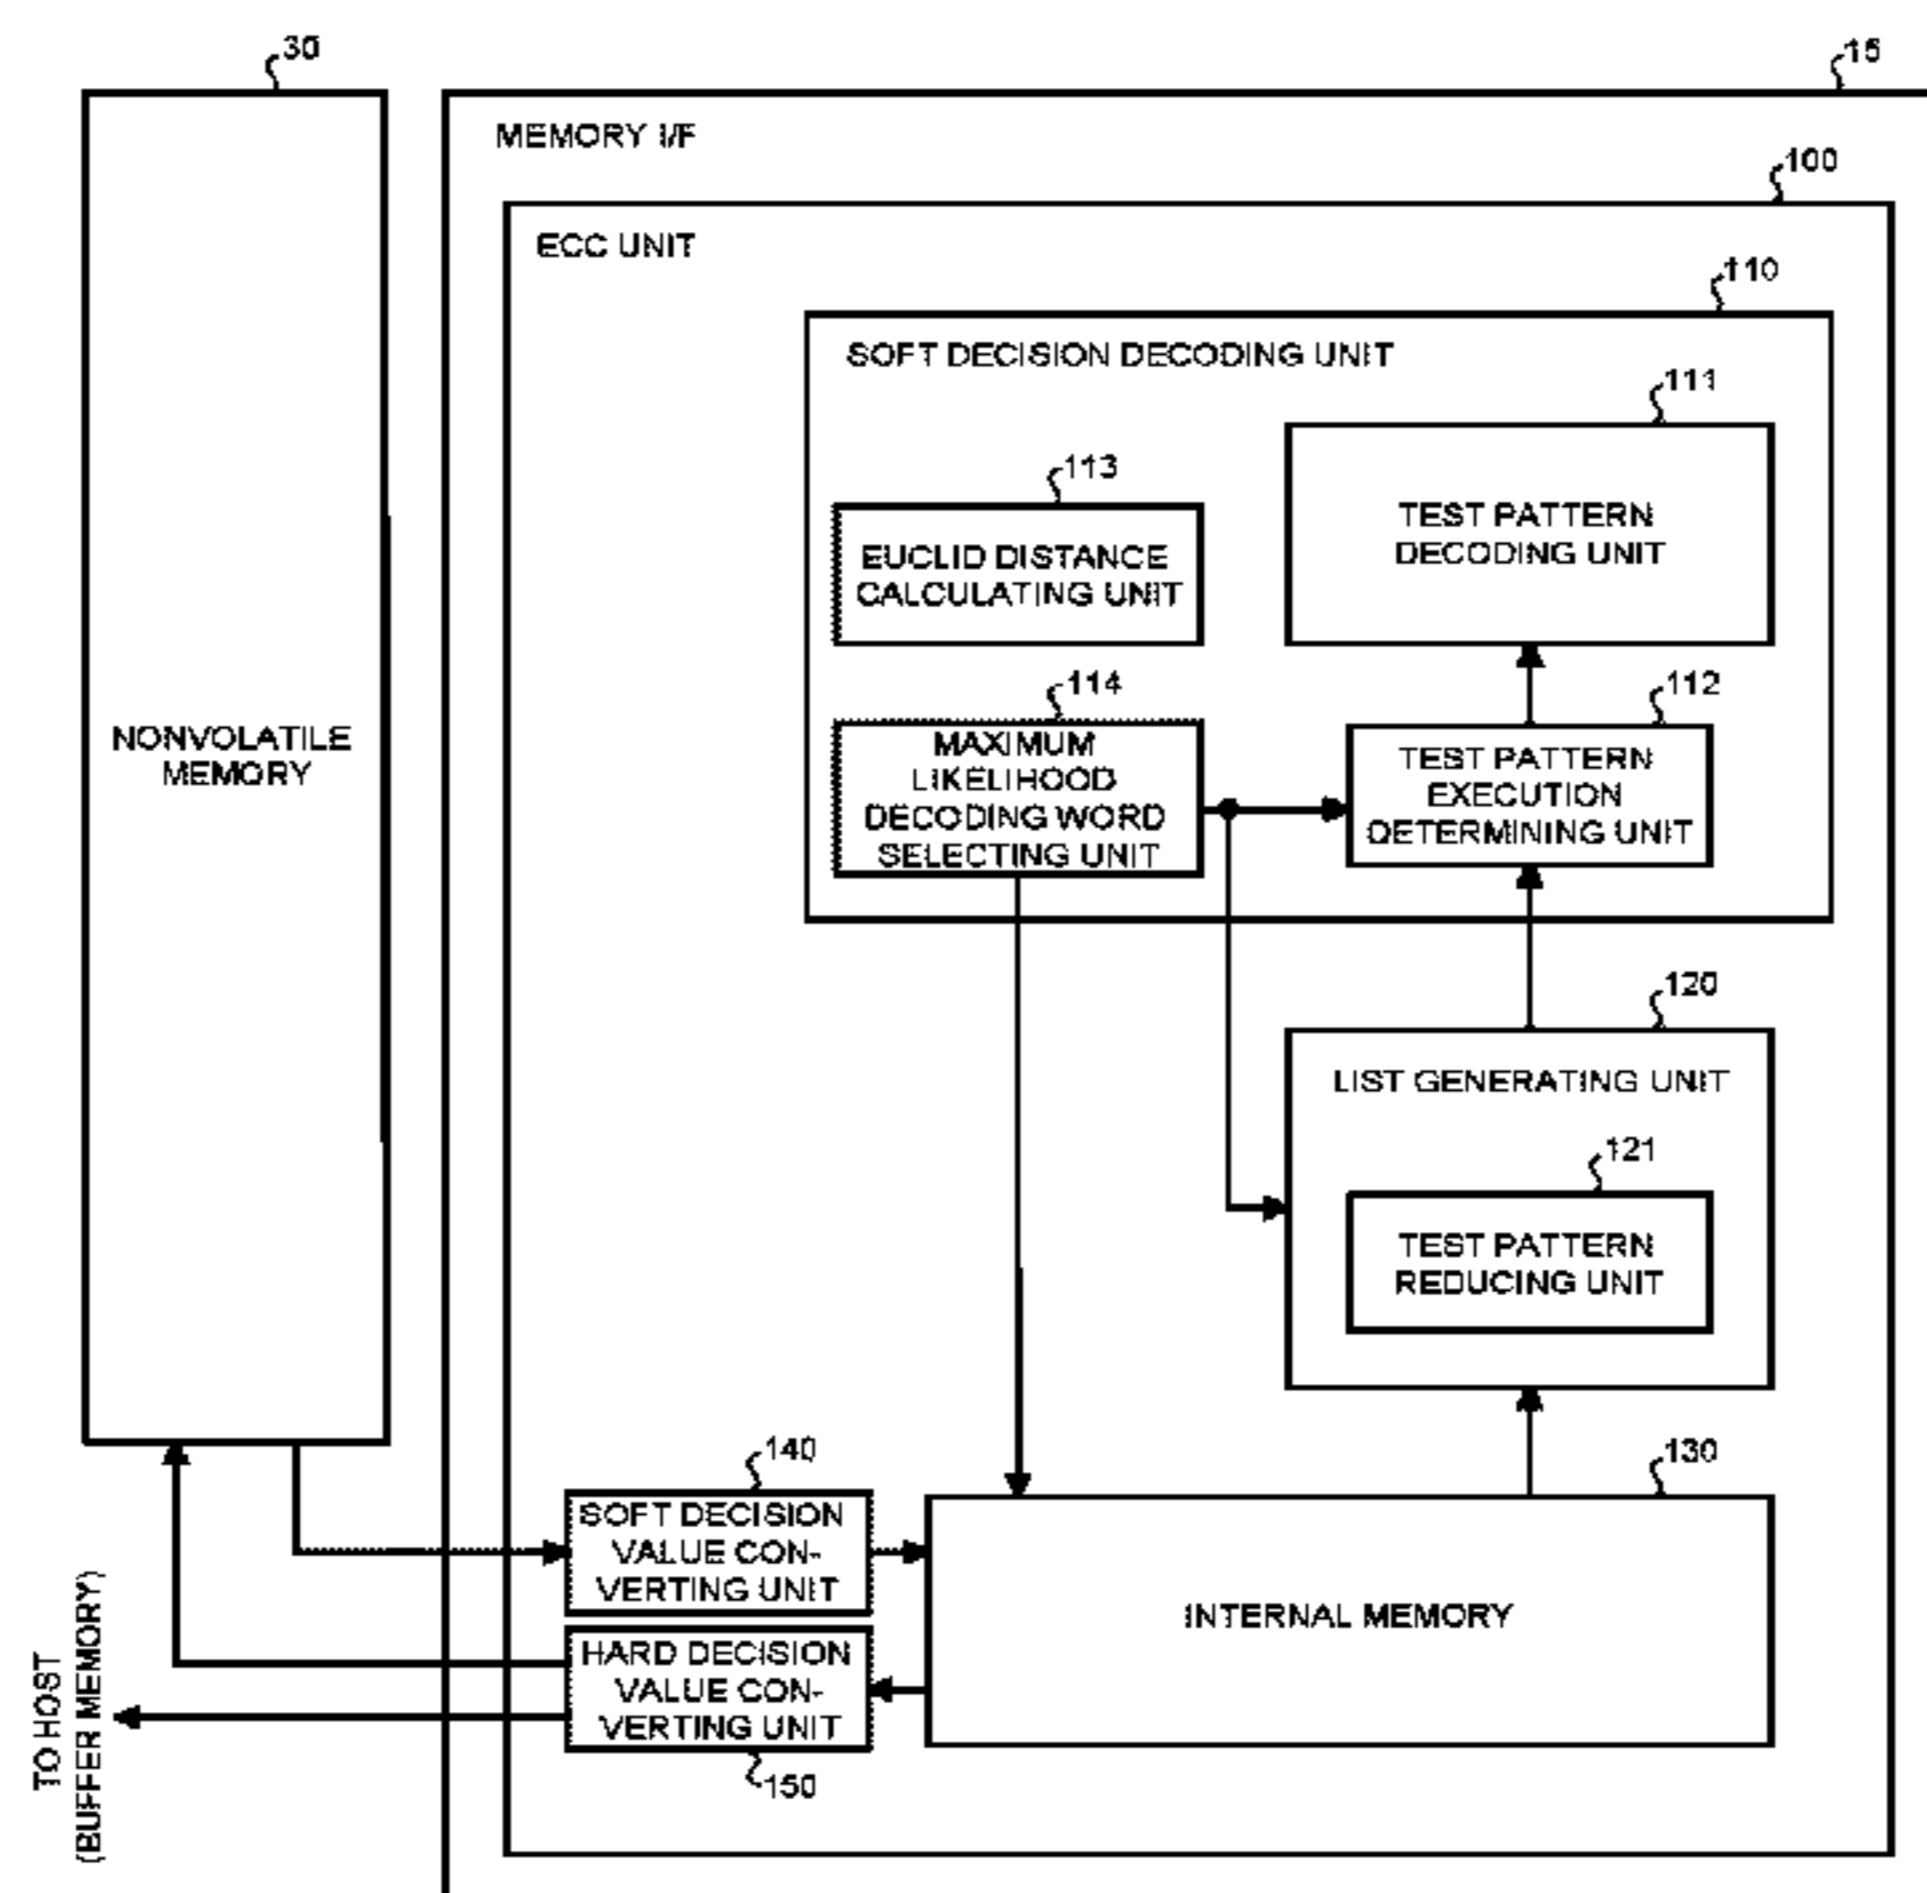 30
15
MEMORY I/F
100
ECC UNIT
110
SOFT DECISION DECODING UNIT
111
TEST PATTERN
DECODING UNIT
113
EUCLID DISTANCE
CALCULATING UNIT
114
MAXIMUM
LIKELIHOOD
DECODING WORD
SELECTING UNIT
112
TEST PATTERN
EXECUTION
DETERMINING UNIT
NONVOLATILE
MEMORY
120
LIST GENERATING UNIT
121
TEST PATTERN
REDUCING UNIT
140
SOFT DECISION
VALUE CON-
VERTING UNIT
130
INTERNAL MEMORY
HARD DECISION
VALUE CON-
VERTING UNIT
150
TO HOST
(BUFFER MEMORY)